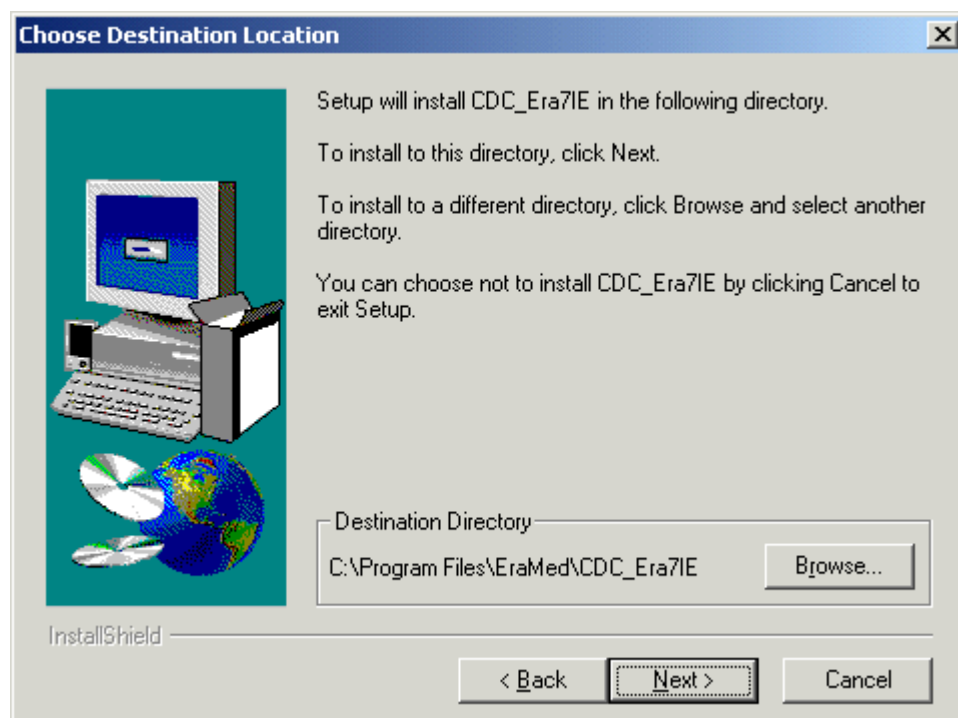 Choose Destination Location
Setup will install CDC_Era7IE in the following directory.
To install to this directory, click Next.
To install to a different directory, click Browse and select another
directory.
You can choose not to install CDC_Era7IE by clicking Cancel to
exit Setup.
Destination Directory
C:\Program Files\EraMed\CDC_Era7IE
Browse...
InstallShield
< Back
Next >
Cancel